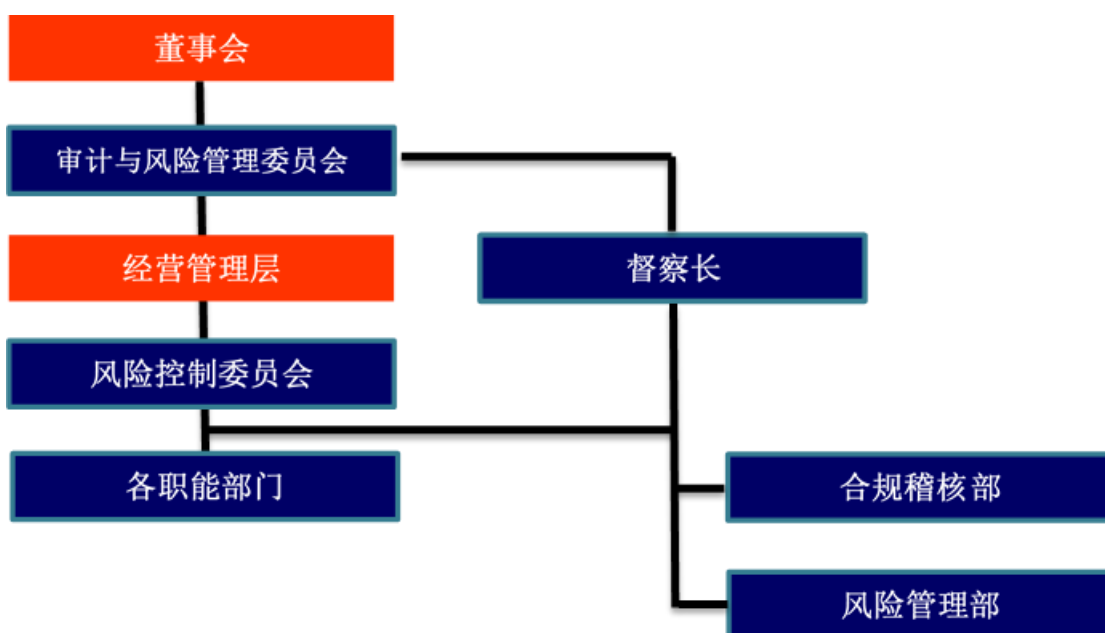 董事会
审计与风险管理委员会
经营管理层
督察长
风险控制委员会
各职能部门
合规稽核部
风险管理部